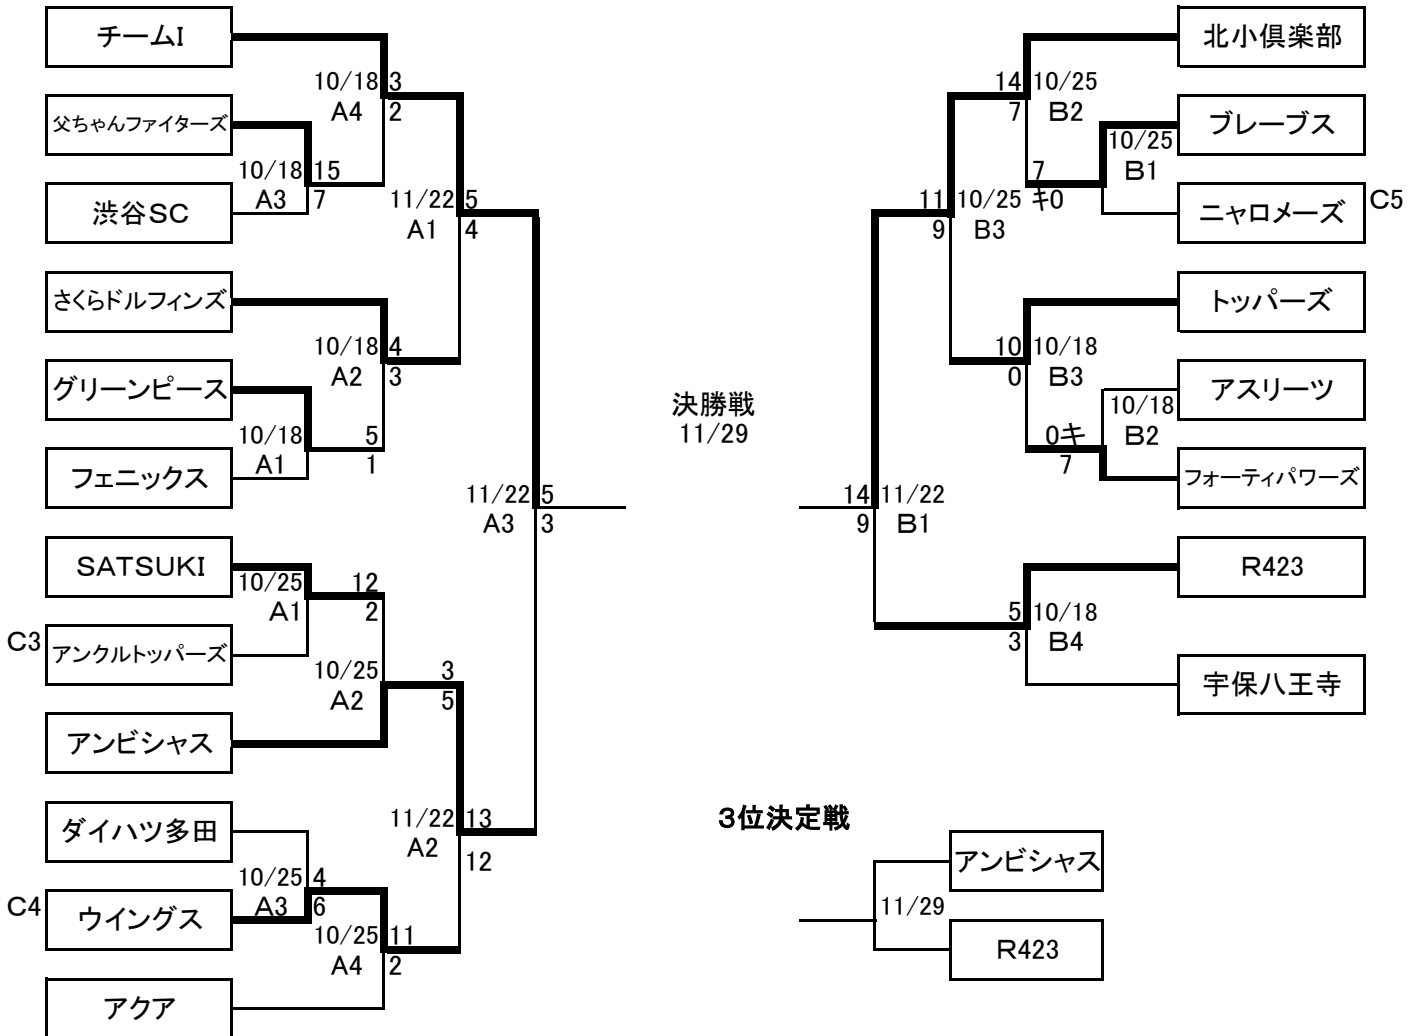 チームI
10/18 3
A4 2
父ちゃんファイターズ
10/18 15
A3 7
渋谷SC
11/22 5
A1 4
さくらドルフィンズ
10/18 4
A2 3
グリーンピース
10/18 5
A1 1
フェニックス
11/22 5
A3 3
SATSUKI
10/25 12
A1 2
C3 アンクルトッパーズ
10/25 3
A2 5
アンビシャス
ダイハツ多田
11/22 13
A2 12
10/25 4
C4 ウイングス A3 6
10/25 11
A4 2
アクア
決勝戦
11/29
北小倶楽部
14 10/25
7 B2
ブレーブス
10/25
B1
7
キ0
ニャロメーズ C5
11 10/25
9 B3
トッパーズ
10 10/18
0 B3
アスリーツ
10/18
B2
0キ
7
フォーティパワーズ
14 11/22
9 B1
R423
5 10/18
3 B4
宇保八王寺
3位決定戦
アンビシャス
11/29
R423